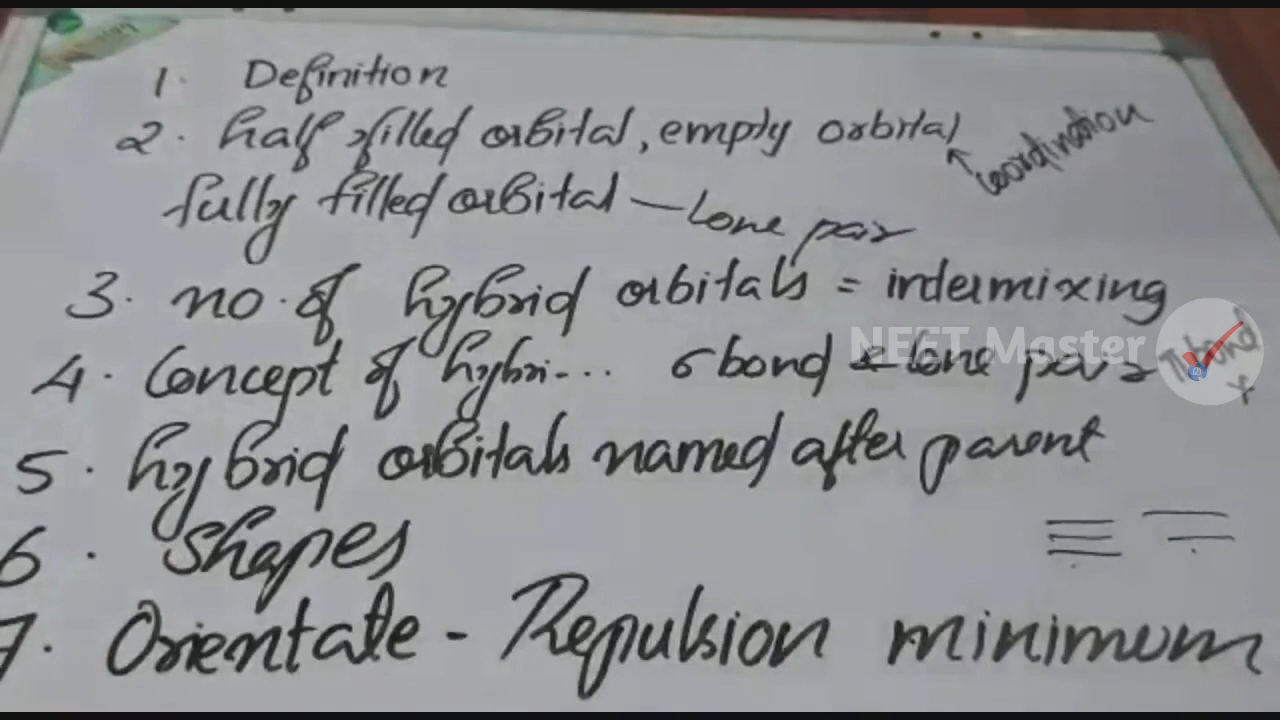 1. Definition
2. half filled orbital, empty orbital ↖ Coordination
fully filled orbital — Lone pair
3. no. of hybrid orbitals = intermixing
4. Concept of hybri.... σ bond & Lone pair π bond x
NEET Master
5. hybrid orbitals named after parent
6. Shapes
7. Orientate - Repulsion minimum